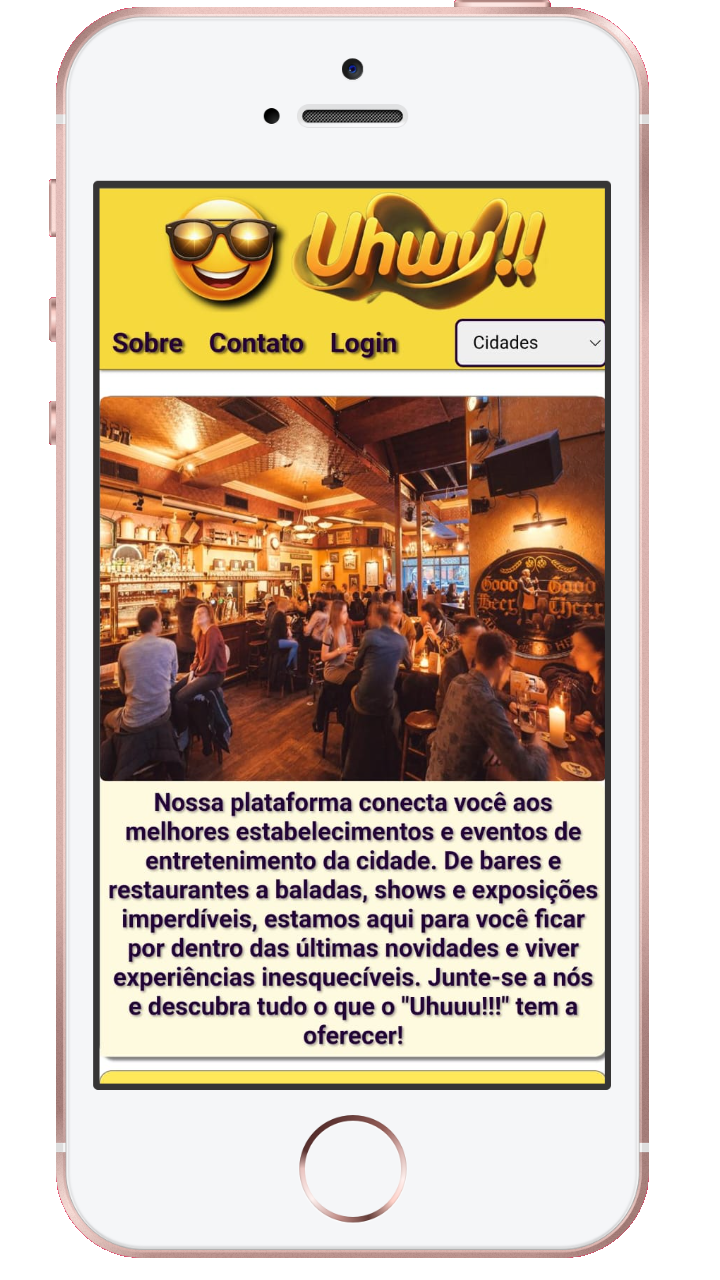 Uhwy!!
Sobre Contato Login Cidades
Good Good
Beer Cheer
Nossa plataforma conecta você aos
melhores estabelecimentos e eventos de
entretenimento da cidade. De bares e
restaurantes a baladas, shows e exposições
imperdíveis, estamos aqui para você ficar
por dentro das últimas novidades e viver
experiências inesquecíveis. Junte-se a nós
e descubra tudo o que o "Uhuuu!!!" tem a
oferecer!